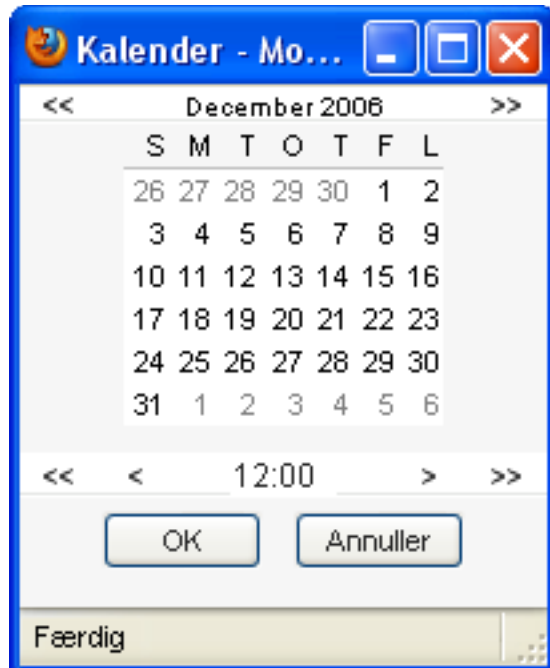 Kalender - Mo...
<< December 2006 >>
S M T O T F L
26 27 28 29 30 1 2
3 4 5 6 7 8 9
10 11 12 13 14 15 16
17 18 19 20 21 22 23
24 25 26 27 28 29 30
31 1 2 3 4 5 6
<< < 12:00 > >>
OK Annuller
Færdig